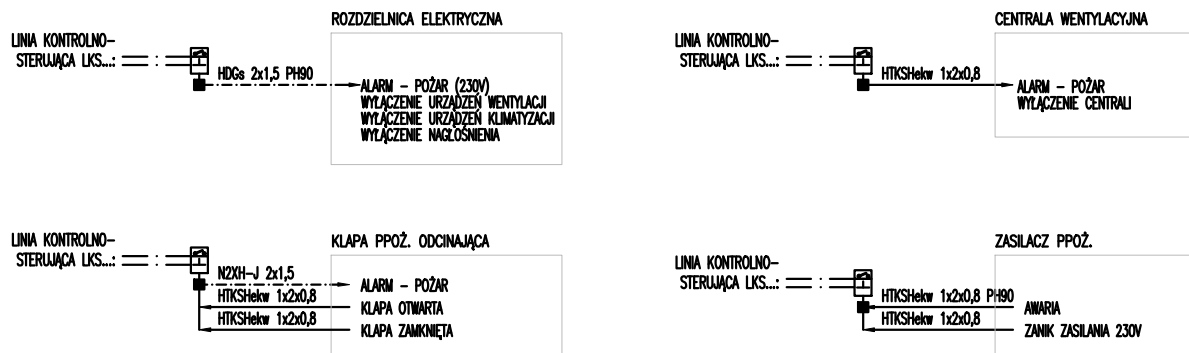 ROZDZIELNICA ELEKTRYCZNA
LINIA KONTROLNO-
STERUJĄCA LKS...:
HDGs 2x1,5 PH90
ALARM - POŻAR (230V)
WYŁĄCZENIE URZĄDZEŃ WENTYLACJI
WYŁĄCZENIE URZĄDZEŃ KLIMATYZACJI
WYŁĄCZENIE NAGŁOŚNIENIA
CENTRALA WENTYLACYJNA
LINIA KONTROLNO-
STERUJĄCA LKS...:
HTKSHekw 1x2x0,8
ALARM - POŻAR
WYŁĄCZENIE CENTRALI
KLAPA PPOŻ. ODCINAJĄCA
LINIA KONTROLNO-
STERUJĄCA LKS...:
N2XH-J 2x1,5
ALARM - POŻAR
HTKSHekw 1x2x0,8
KLAPA OTWARTA
HTKSHekw 1x2x0,8
KLAPA ZAMKNIĘTA
ZASILACZ PPOŻ.
LINIA KONTROLNO-
STERUJĄCA LKS...:
HTKSHekw 1x2x0,8 PH90
AWARIA
HTKSHekw 1x2x0,8
ZANIK ZASILANIA 230V